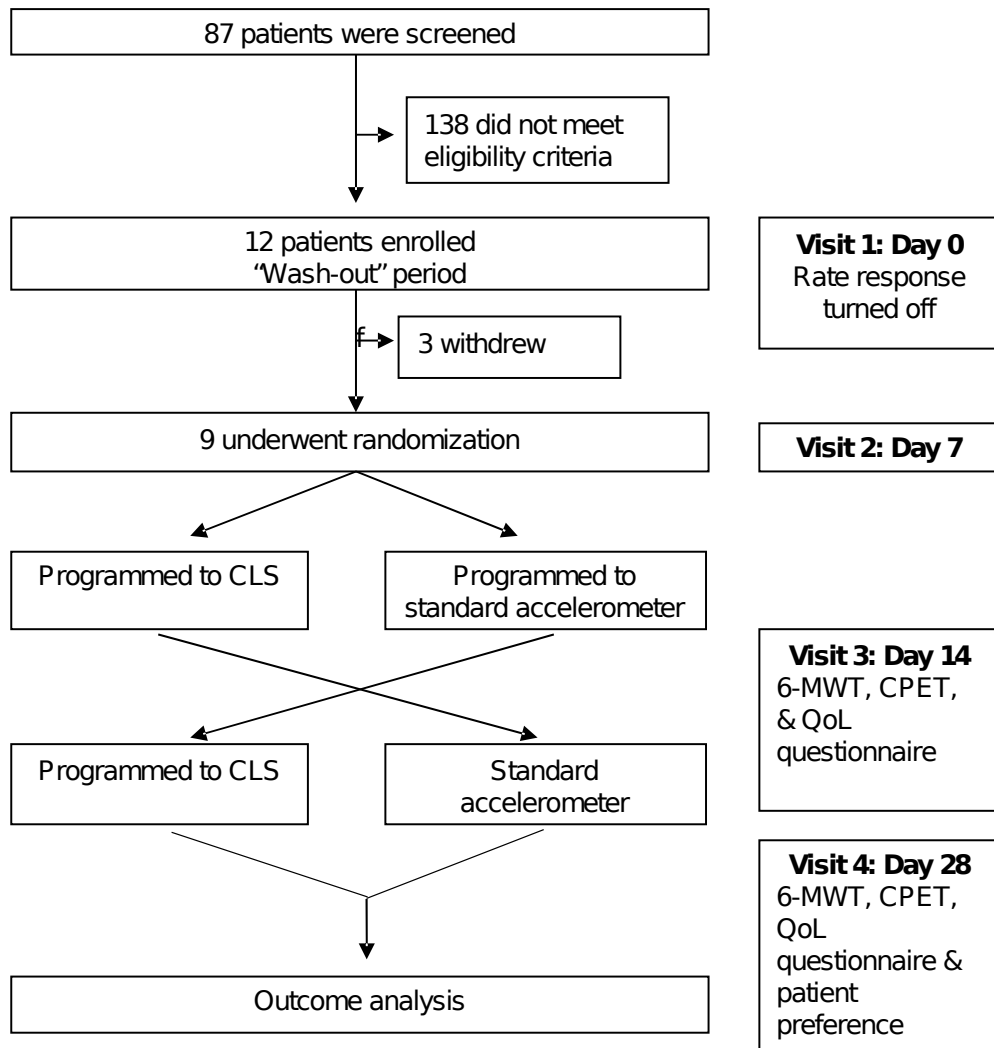 87 patients were screened
138 did not meet
eligibility criteria
12 patients enrolled
“Wash-out” period
Visit 1: Day 0
Rate response
turned off
f
3 withdrew
9 underwent randomization
Visit 2: Day 7
Programmed to CLS
Programmed to
standard accelerometer
Visit 3: Day 14
6-MWT, CPET,
& QoL
questionnaire
Programmed to CLS
Standard
accelerometer
Visit 4: Day 28
6-MWT, CPET,
QoL
questionnaire &
patient
preference
Outcome analysis